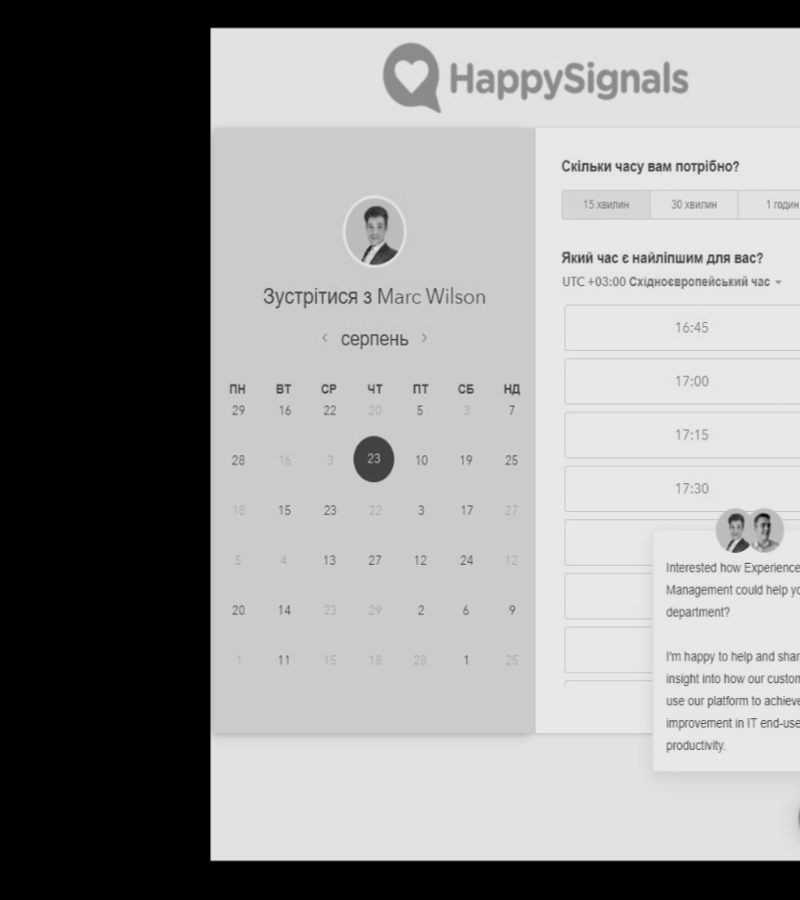 HappySignals
Зустрітися з Marc Wilson
серпень
ПН ВТ СР ЧТ ПТ СБ НД
29 16 22 20 5 3 7
28 16 3 23 10 19 25
18 15 23 22 3 17 27
5 4 13 27 12 24 12
20 14 23 29 2 6 9
1 11 15 18 28 1 25
Скільки часу вам потрібно?
15 хвилин 30 хвилин 1 годин
Який час є найліпшим для вас?
UTC +03:00 Східноєвропейський час
16:45
17:00
17:15
17:30
Interested how Experience
Management could help yo
department?
I'm happy to help and shar
insight into how our custon
use our platform to achieve
improvement in IT end-use
productivity.